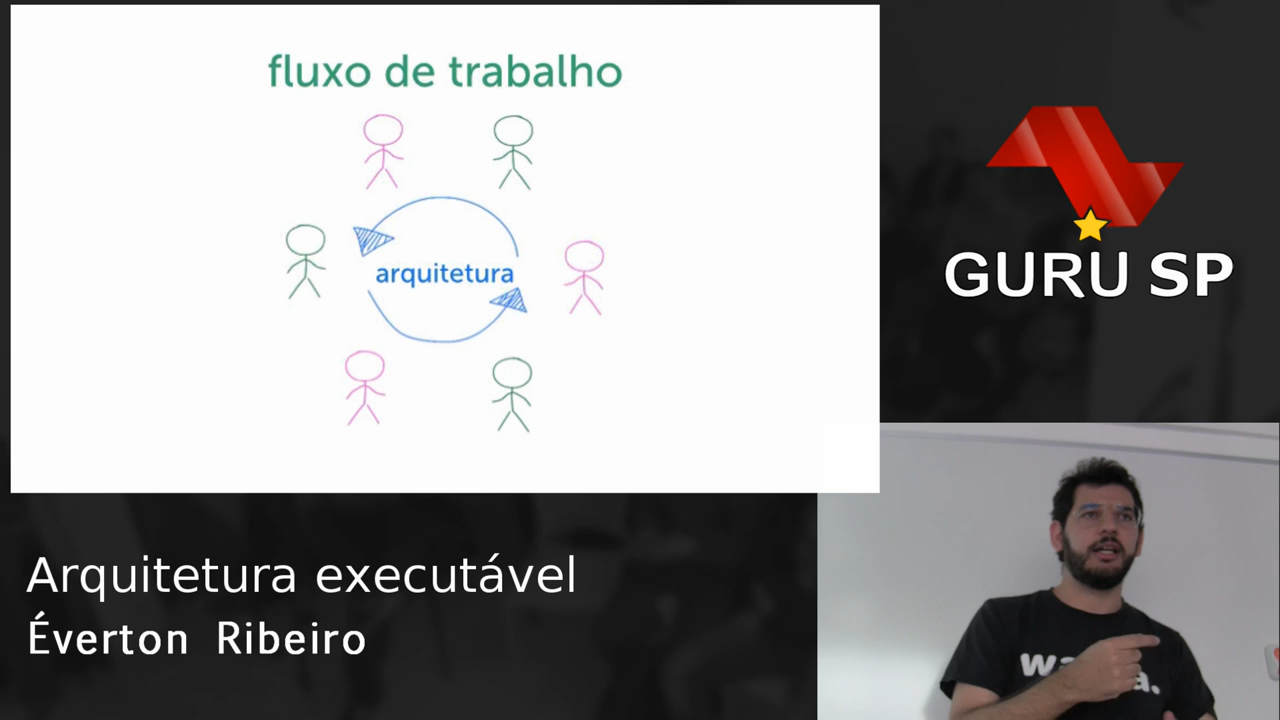 fluxo de trabalho
arquitetura
GURU SP
Arquitetura executável
Éverton Ribeiro